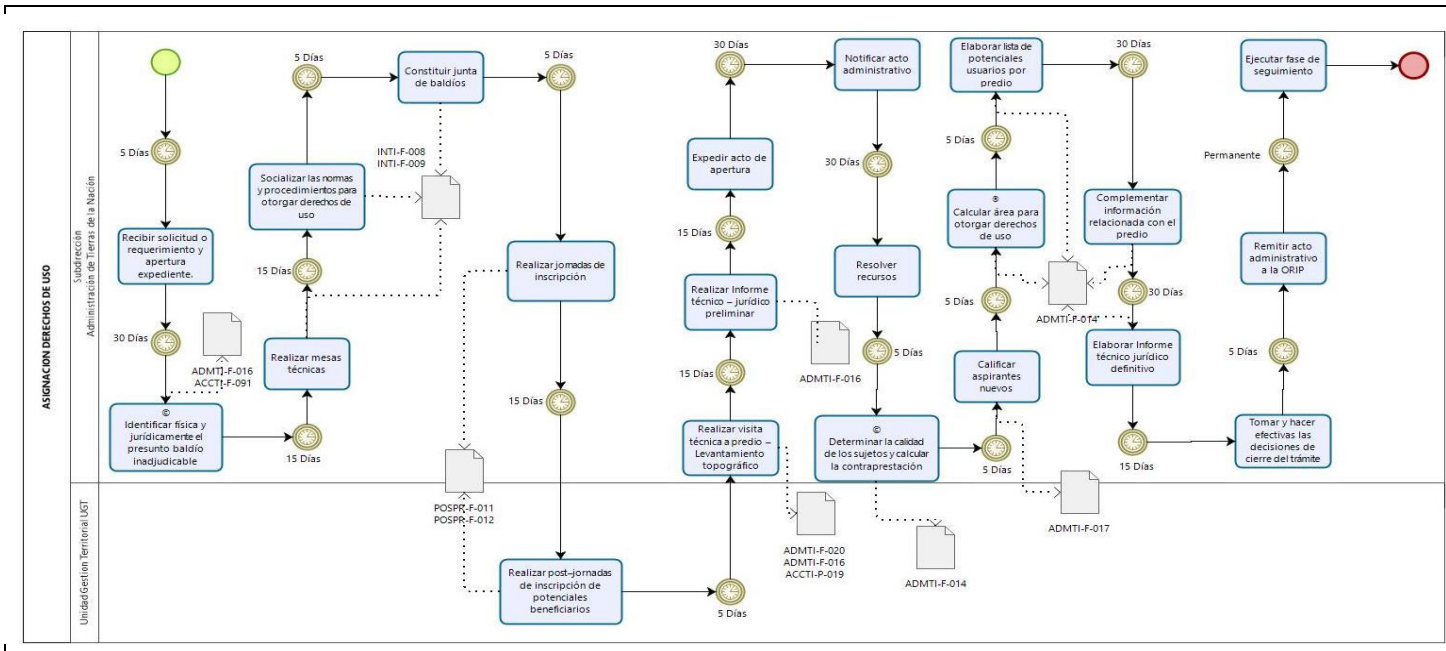 ASIGNACION DERECHOS DE USO
Subdirección
Administración de Tierras de la Nación
Unidad Gestion Territorial UGT
5 Días
Recibir solicitud o
requerimiento y
apertura
expediente.
30 Días
ADMTI-F-016
ACCTI-F-091
©
Identificar física y
jurídicamente el
presunto baldío
inadjudicable
15 Días
Realizar mesas
técnicas
15 Días
Socializar las normas
y procedimientos para
otorgar derechos de
uso
5 Días
Constituir junta
de baldíos
INTI-F-008
INTI-F-009
5 Días
Realizar jornadas de
inscripción
15 Días
POSPR-F-011
POSPR-F-012
Realizar post-jornadas
de inscripción de
potenciales
beneficiarios
5 Días
Realizar visita
técnica a predio –
Levantamiento
topográfico
ADMTI-F-020
ADMTI-F-016
ACCTI-P-019
15 Días
Realizar Informe
técnico – jurídico
preliminar
ADMTI-F-016
15 Días
Expedir acto de
apertura
30 Días
Notificar acto
administrativo
30 Días
Resolver
recursos
5 Días
©
Determinar la calidad
de los sujetos y calcular
la contraprestación
ADMTI-F-014
5 Días
ADMTI-F-017
Calificar
aspirantes
nuevos
5 Días
®
Calcular área para
otorgar derechos
de uso
5 Días
Elaborar lista de
potenciales
usuarios por
predio
30 Días
Complementar
información
relacionada con el
predio
ADMTI-F-014
30 Días
Elaborar Informe
técnico jurídico
definitivo
15 Días
Tomar y hacer
efectivas las
decisiones de
cierre del trámite
5 Días
Remitir acto
administrativo
a la ORIP
Permanente
Ejecutar fase de
seguimiento